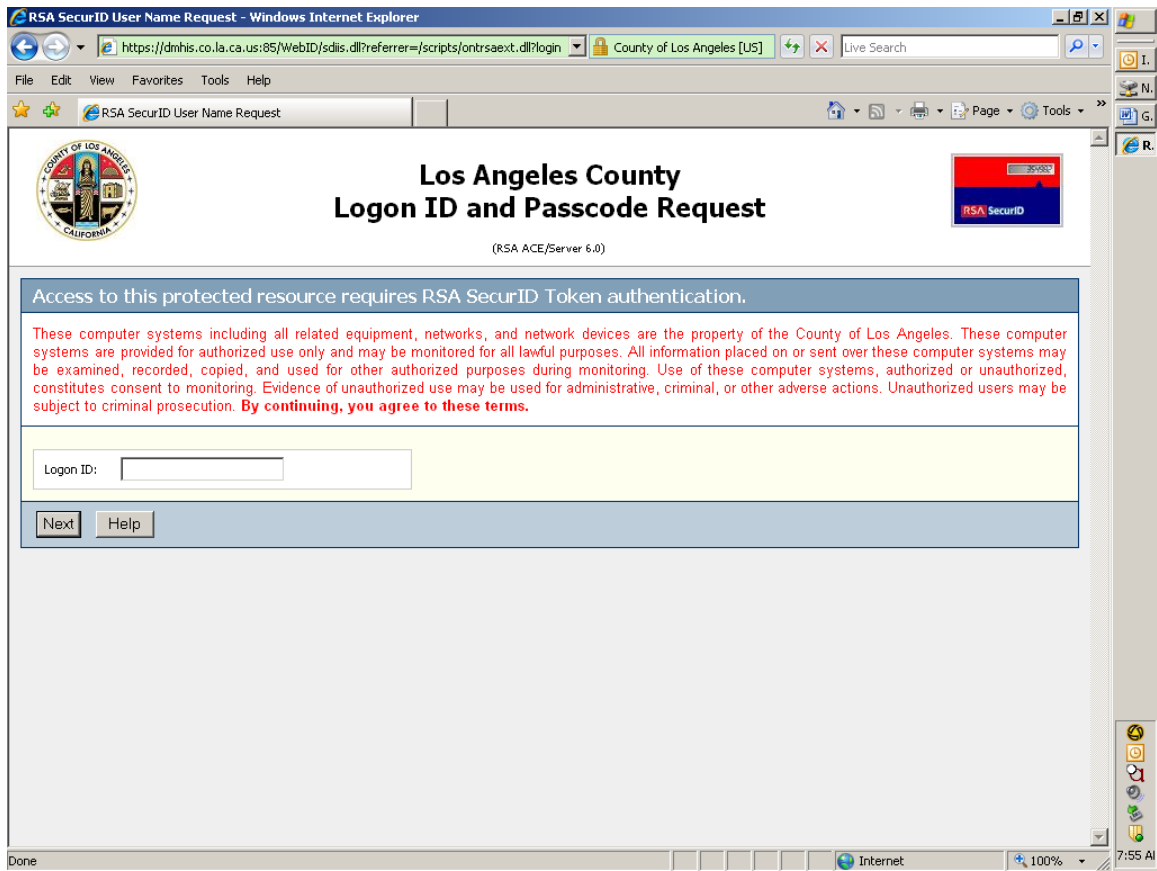 RSA SecurID User Name Request - Windows Internet Explorer
https://dmhis.co.la.ca.us:85/WebID/sdiis.dll?referrer=/scripts/ontrsaext.dll?login County of Los Angeles [US] Live Search
File Edit View Favorites Tools Help
RSA SecurID User Name Request Page Tools »
I.
N.
G.
R.
COUNTY OF LOS ANGELES
CALIFORNIA
Los Angeles County
Logon ID and Passcode Request
(RSA ACE/Server 6.0)
RSA SecurID
Access to this protected resource requires RSA SecurID Token authentication.
These computer systems including all related equipment, networks, and network devices are the property of the County of Los Angeles. These computer
systems are provided for authorized use only and may be monitored for all lawful purposes. All information placed on or sent over these computer systems may
be examined, recorded, copied, and used for other authorized purposes during monitoring. Use of these computer systems, authorized or unauthorized,
constitutes consent to monitoring. Evidence of unauthorized use may be used for administrative, criminal, or other adverse actions. Unauthorized users may be
subject to criminal prosecution. By continuing, you agree to these terms.
Logon ID:
Next Help
Done Internet 100% 7:55 AM